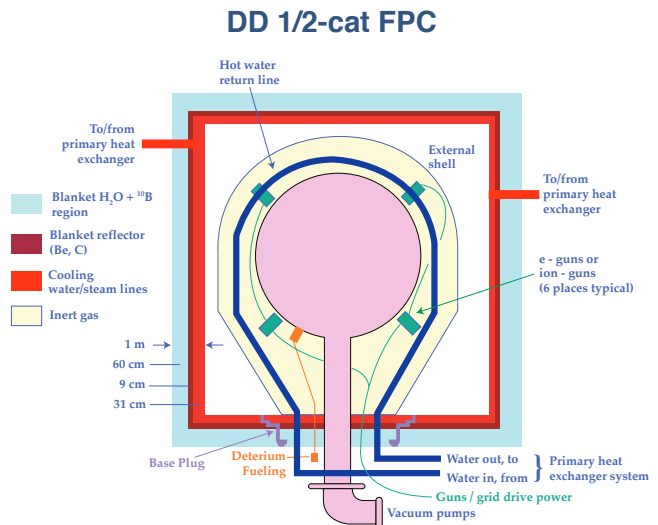 DD 1/2-cat FPC
Hot water
return line
To/from
primary heat
exchanger
External
shell
To/from
primary heat
exchanger
Blanket H₂O + ¹⁰B
region
Blanket reflector
(Be, C)
Cooling
water/steam lines
Inert gas
e - guns or
ion - guns
(6 places typical)
1 m
60 cm
9 cm
31 cm
Base Plug
Deterium
Fueling
Water out, to
Water in, from
} Primary heat
exchanger system
Guns / grid drive power
Vacuum pumps